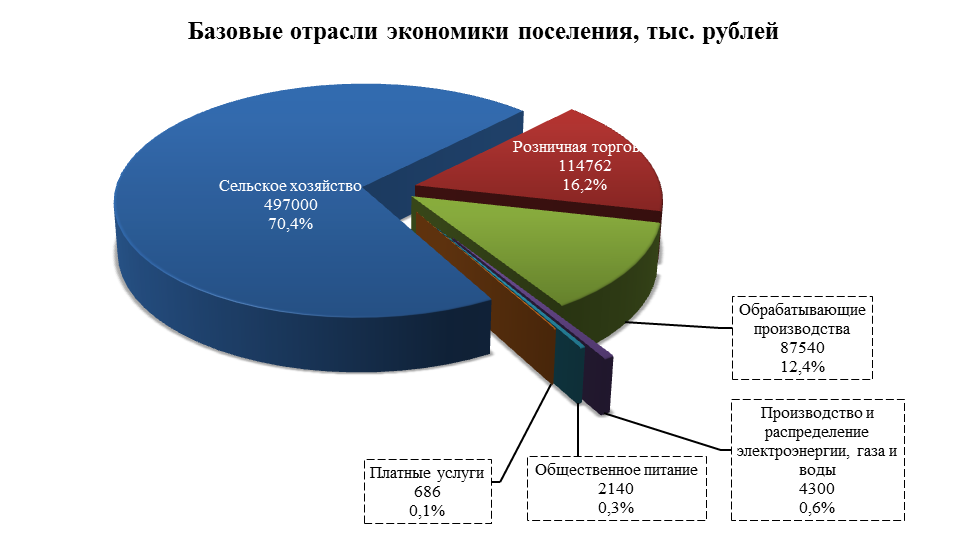 Базовые отрасли экономики поселения, тыс. рублей
Розничная торгов
114762
16,2%
Сельское хозяйство
497000
70,4%
Обрабатывающие
производства
87540
12,4%
Производство и
распределение
электроэнергии, газа и
воды
4300
0,6%
Общественное питание
2140
0,3%
Платные услуги
686
0,1%